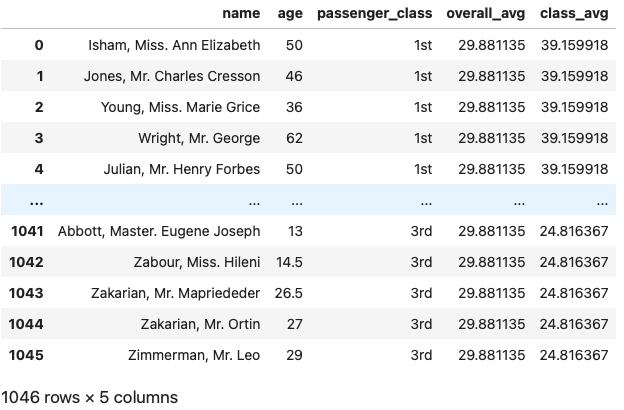 name age passenger_class overall_avg class_avg
0 Isham, Miss. Ann Elizabeth 50 1st 29.881135 39.159918
1 Jones, Mr. Charles Cresson 46 1st 29.881135 39.159918
2 Young, Miss. Marie Grice 36 1st 29.881135 39.159918
3 Wright, Mr. George 62 1st 29.881135 39.159918
4 Julian, Mr. Henry Forbes 50 1st 29.881135 39.159918
... ... ... ... ... ...
1041 Abbott, Master. Eugene Joseph 13 3rd 29.881135 24.816367
1042 Zabour, Miss. Hileni 14.5 3rd 29.881135 24.816367
1043 Zakarian, Mr. Mapriededer 26.5 3rd 29.881135 24.816367
1044 Zakarian, Mr. Ortin 27 3rd 29.881135 24.816367
1045 Zimmerman, Mr. Leo 29 3rd 29.881135 24.816367
1046 rows × 5 columns